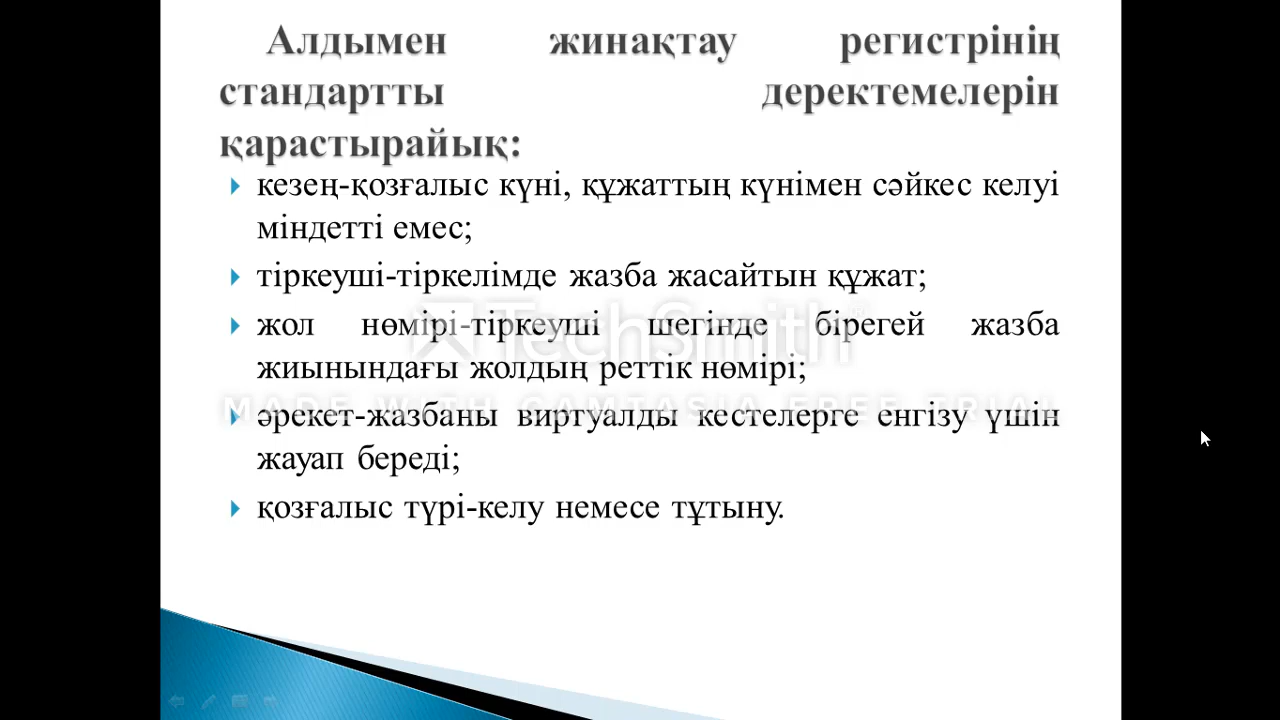 Алдымен жинақтау регистрінің
стандартты деректемелерін
қарастырайық:
кезең-қозғалыс күні, құжаттың күнімен сәйкес келуі
міндетті емес;
тіркеуші-тіркелімде жазба жасайтын құжат;
жол нөмірі-тіркеуші шегінде бірегей жазба
жиынындағы жолдың реттік нөмірі;
әрекет-жазбаны виртуалды кестелерге енгізу үшін
жауап береді;
қозғалыс түрі-келу немесе тұтыну.
TechSmith
MADE WITH CAMTASIA FREE TRIAL